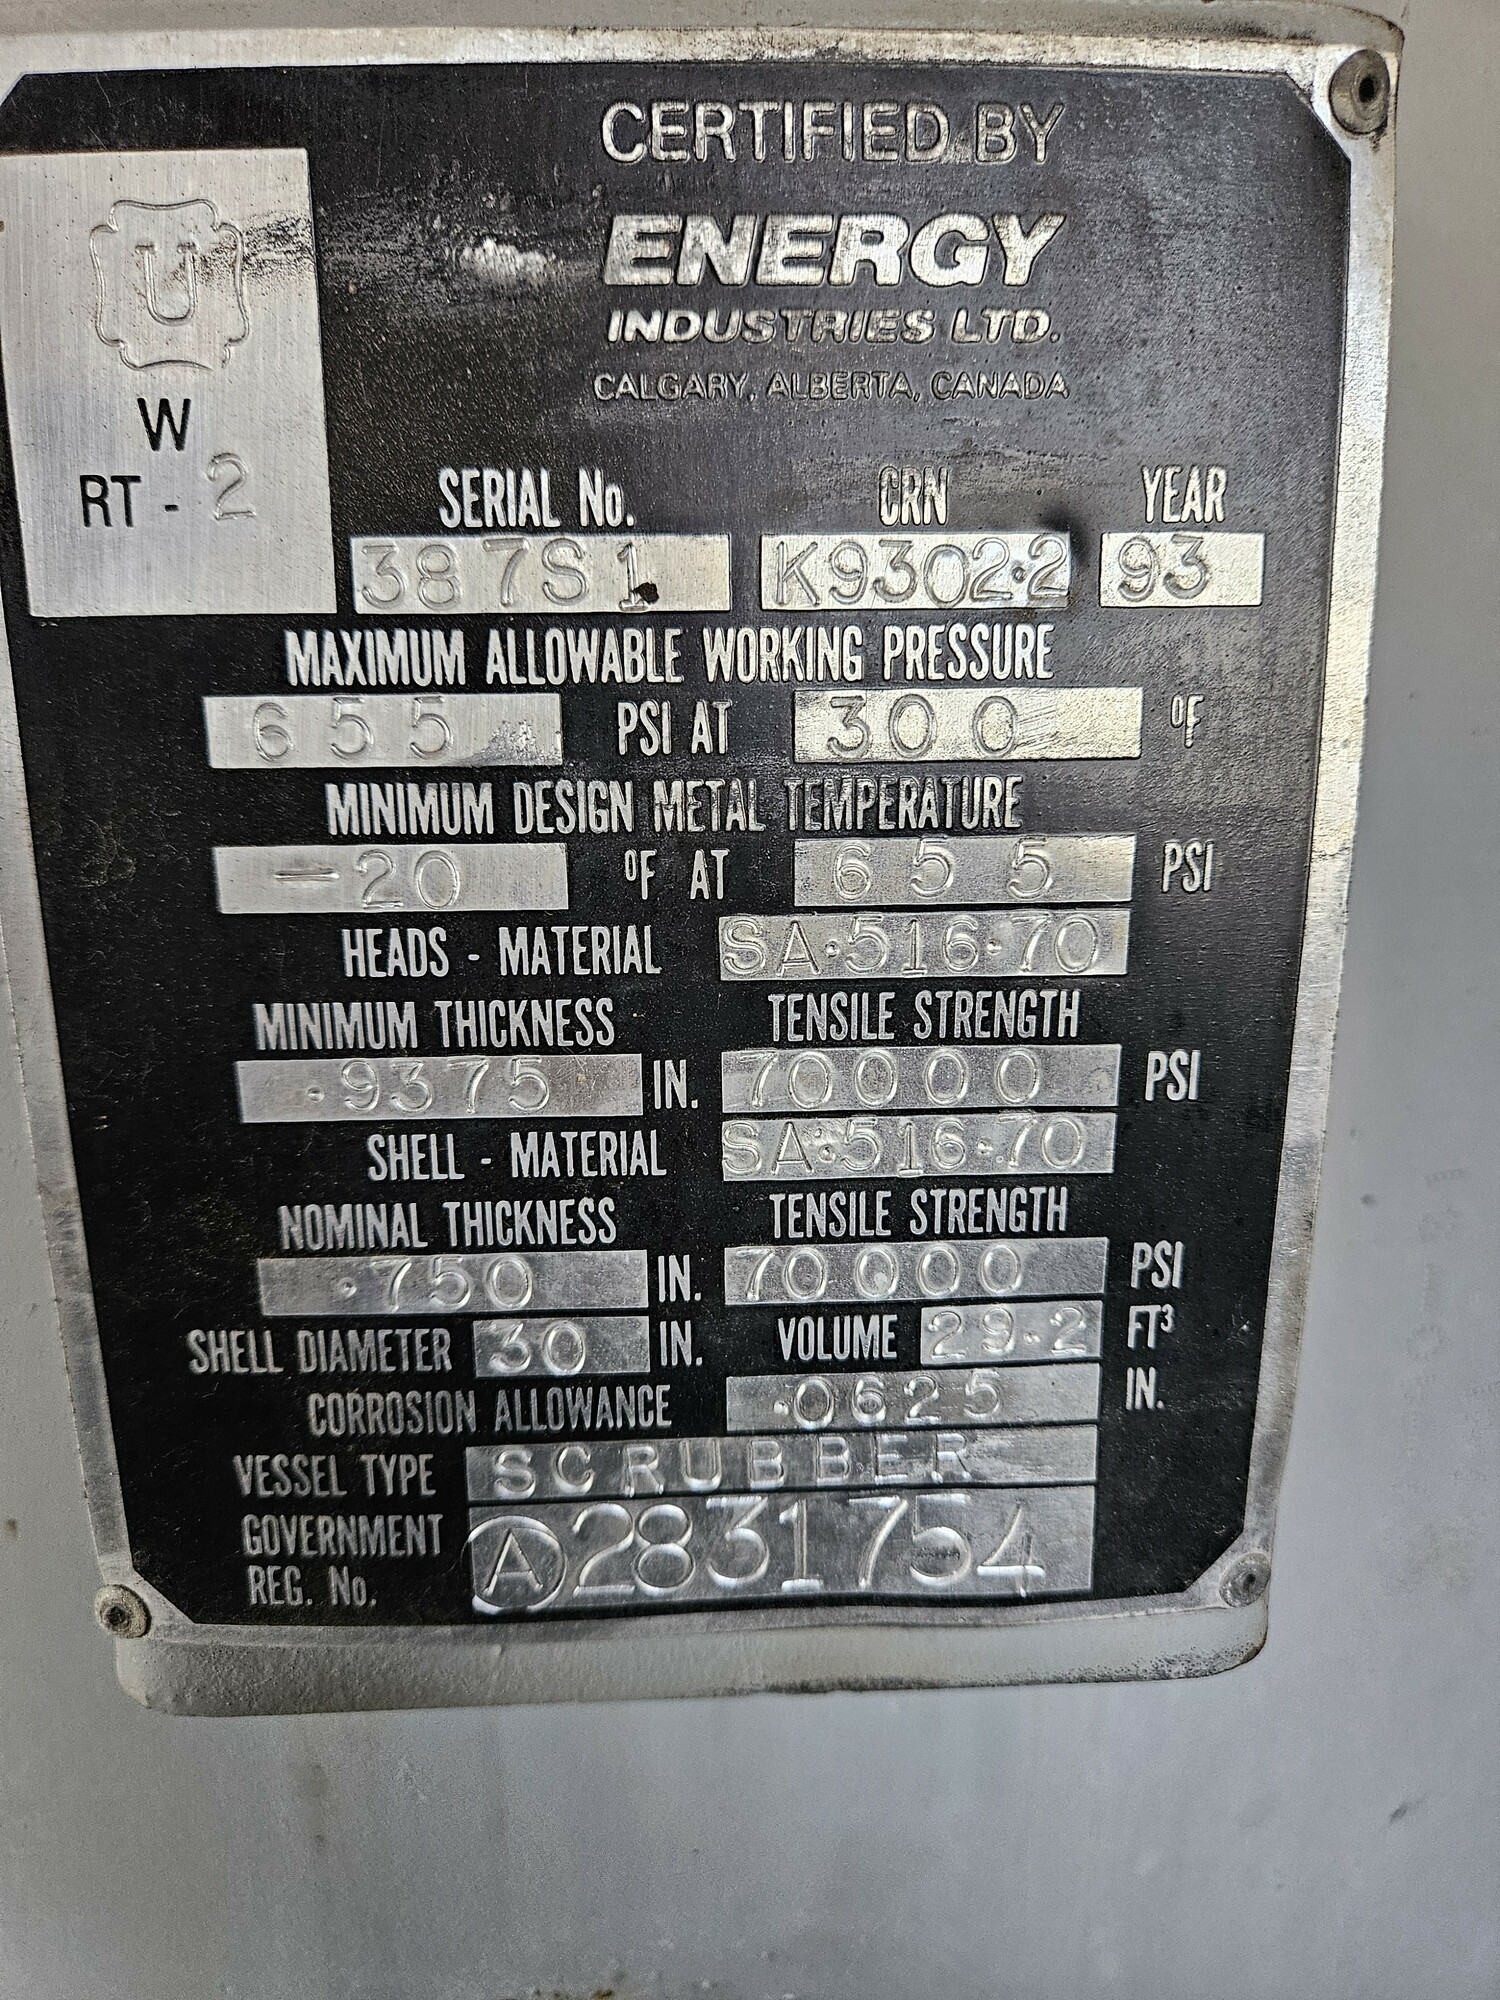 CERTIFIED BY
ENERGY
INDUSTRIES LTD.
CALGARY, ALBERTA, CANADA
U
W
RT - 2
SERIAL No. CRN YEAR
387S1 K9302.2 93
MAXIMUM ALLOWABLE WORKING PRESSURE
655 PSI AT 300 °F
MINIMUM DESIGN METAL TEMPERATURE
-20 °F AT 655 PSI
HEADS - MATERIAL SA.516.70
MINIMUM THICKNESS TENSILE STRENGTH
.9375 IN. 70000 PSI
SHELL - MATERIAL SA.516.70
NOMINAL THICKNESS TENSILE STRENGTH
.750 IN. 70000 PSI
SHELL DIAMETER 30 IN. VOLUME 29.2 FT³
CORROSION ALLOWANCE .0625 IN.
VESSEL TYPE SCRUBBER
GOVERNMENT
REG. No. Ⓐ2831754